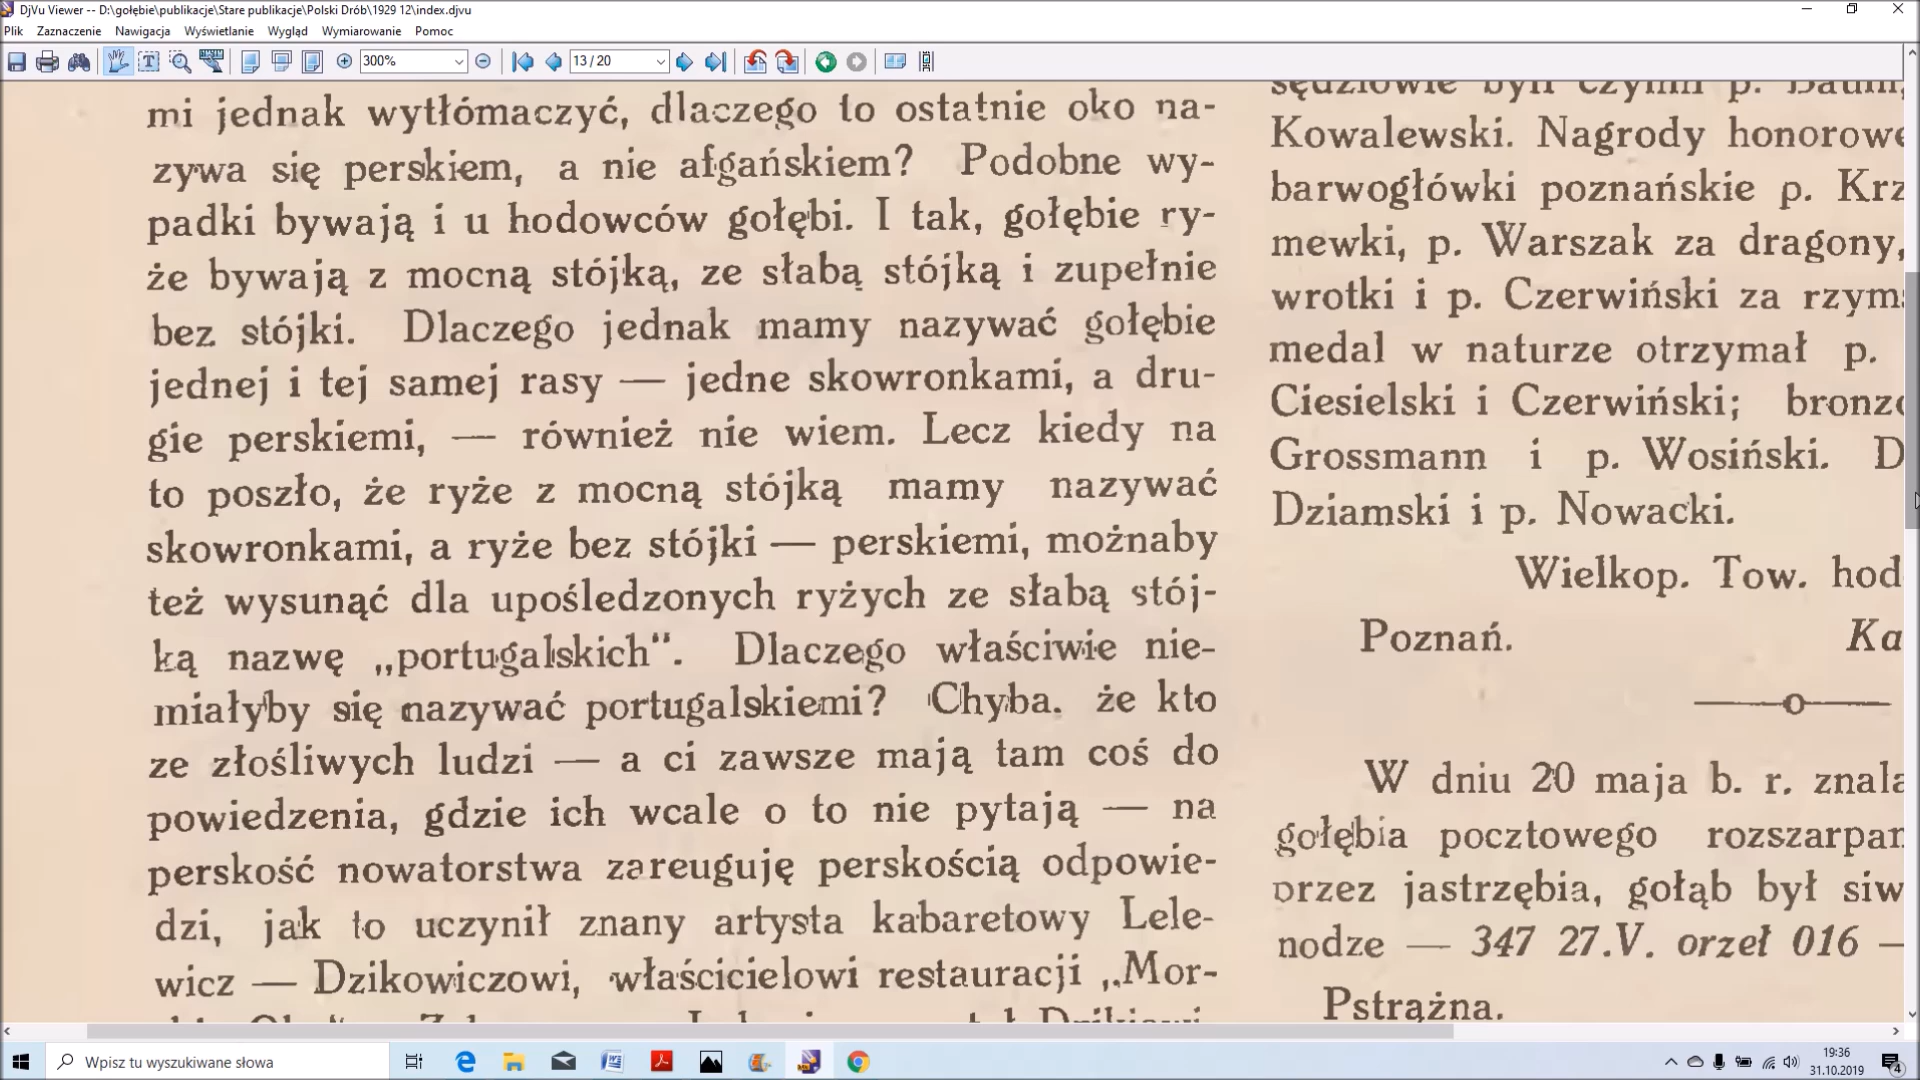 DjVu Viewer -- D:\gołębie\publikacje\Stare publikacje\Polski Drób\1929 12\index.djvu
Plik Zaznaczenie Nawigacja Wyświetlanie Wygląd Wymiarowanie Pomoc
300% 13 / 20
mi jednak wytłómaczyć, dlaczego to ostatnie oko na-
zywa się perskiem, a nie afgańskiem? Podobne wy-
padki bywają i u hodowców gołębi. I tak, gołębie ry-
że bywają z mocną stójką, ze słabą stójką i zupełnie
bez stójki. Dlaczego jednak mamy nazywać gołębie
jednej i tej samej rasy — jedne skowronkami, a dru-
gie perskiemi, — również nie wiem. Lecz kiedy na
to poszło, że ryże z mocną stójką mamy nazywać
skowronkami, a ryże bez stójki — perskiemi, możnaby
też wysunąć dla upośledzonych ryżych ze słabą stój-
ką nazwę „portugalskich". Dlaczego właściwie nie-
miałyby się nazywać portugalskiemi? Chyba. że kto
ze złośliwych ludzi — a ci zawsze mają tam coś do
powiedzenia, gdzie ich wcale o to nie pytają — na
perskość nowatorstwa zareuguję perskością odpowie-
dzi, jak to uczynił znany artysta kabaretowy Lele-
wicz — Dzikowiczowi, właścicielowi restauracji „Mor-
sędziowie byli czynni p. Baum,
Kowalewski. Nagrody honorowe
barwogłówki poznańskie p. Krz
mewki, p. Warszak za dragony,
wrotki i p. Czerwiński za rzym
medal w naturze otrzymał p.
Ciesielski i Czerwiński; bronzo
Grossmann i p. Wosiński. D
Dziamski i p. Nowacki.
Wielkop. Tow. hod
Poznań. Ka
W dniu 20 maja b. r. znala
gołębia pocztowego rozszarpan
przez jastrzębia, gołąb był siw
nodze — 347 27.V. orzeł 016 —
Pstrążna.
Wpisz tu wyszukiwane słowa
19:36
31.10.2019
4